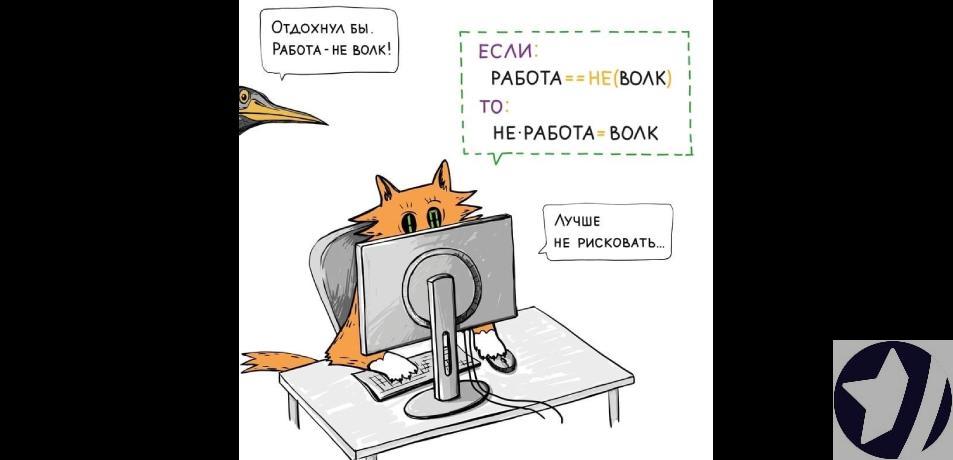 Отдохнул бы.
Работа - не волк!
ЕСЛИ:
РАБОТА==НЕ(ВОЛК)
ТО:
НЕ·РАБОТА=ВОЛК
Лучше
не рисковать...